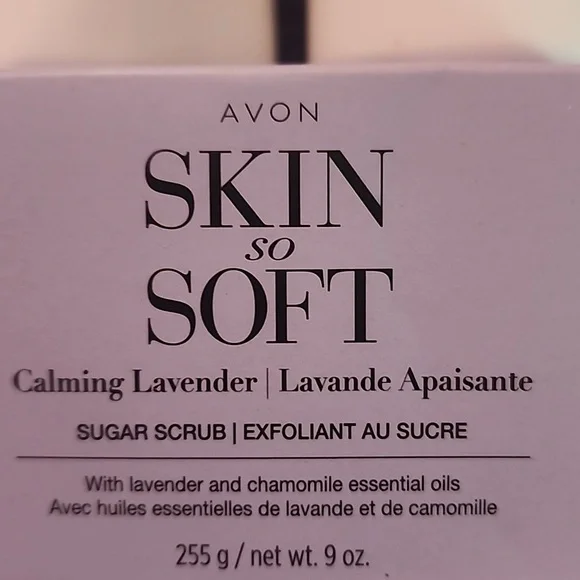 AVON
SKIN
so
SOFT
Calming Lavender | Lavande Apaisante
SUGAR SCRUB | EXFOLIANT AU SUCRE
With lavender and chamomile essential oils
Avec huiles essentielles de lavande et de camomille
255 g / net wt. 9 oz.